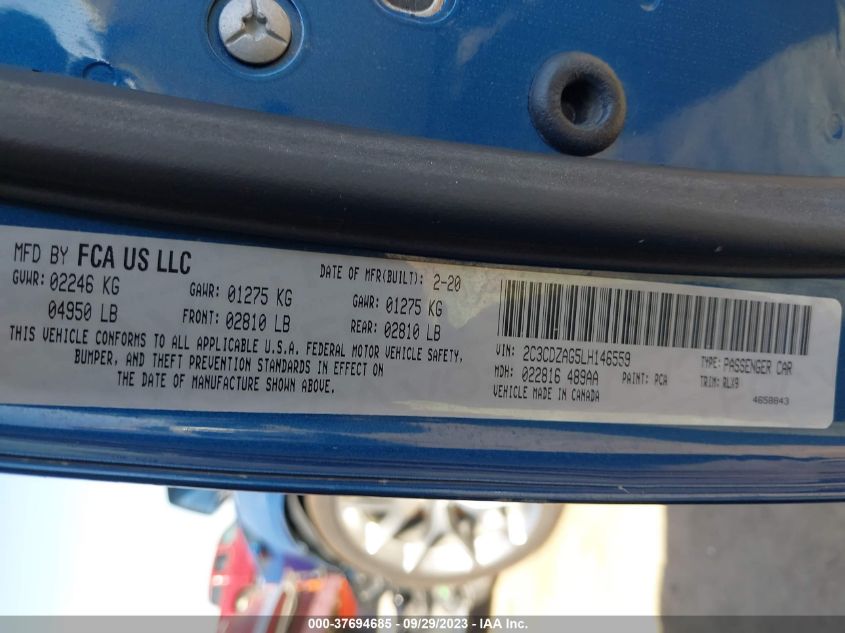 MFD BY FCA US LLC
DATE OF MFR(BUILT): 2-20
GVWR: 02246 KG
GAWR: 01275 KG
GAWR: 01275 KG
04950 LB
FRONT: 02810 LB
REAR: 02810 LB
THIS VEHICLE CONFORMS TO ALL APPLICABLE U.S.A. FEDERAL MOTOR VEHICLE SAFETY,
BUMPER, AND THEFT PREVENTION STANDARDS IN EFFECT ON
THE DATE OF MANUFACTURE SHOWN ABOVE.
VIN: 2C3CDZAG5LH146559
TYPE: PASSENGER CAR
MDH: 022816 489AA
PAINT: PCA
TRIM: RLX9
VEHICLE MADE IN CANADA
4658843
000-37694685 / 09/29/2023 - IAA Inc.